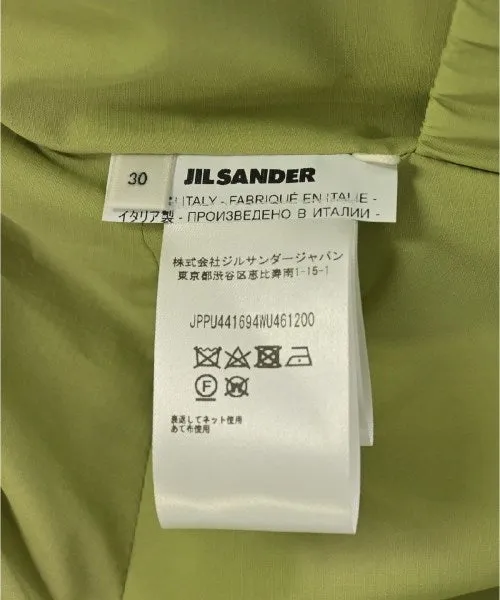 30
JIL SANDER
ITALY - FABRIQUÉ EN ITALIE -
イタリア製 - ПРОИЗВЕДЕНО В ИТАЛИИ -
株式会社ジルサンダージャパン
東京都渋谷区恵比寿南1-15-1
JPPU441694WU461200
F
W
裏返してネット使用
あて布使用